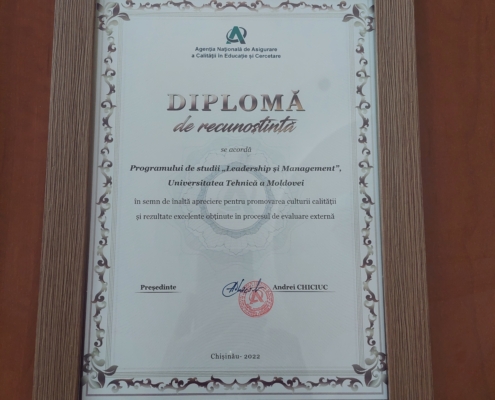 Agenția Națională de Asigurare
a Calității în Educație și Cercetare
DIPLOMĂ
de recunoștință
se acordă
Programului de studii „Leadership și Management",
Universitatea Tehnică a Moldovei
în semn de înaltă apreciere pentru promovarea culturii calității
și rezultate excelente obținute în procesul de evaluare externă
Președinte Andrei CHICIUC
Chișinău- 2022